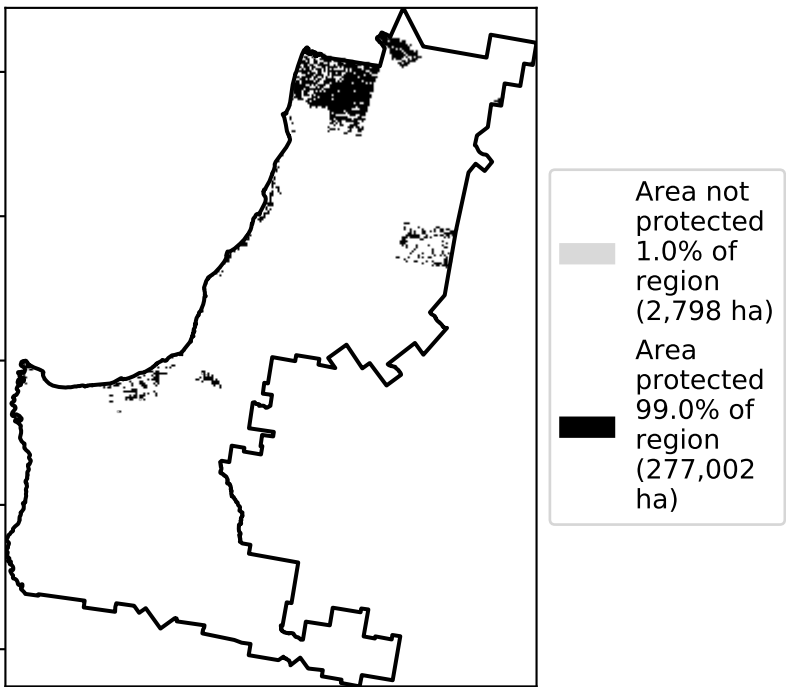 Area not
protected
1.0% of
region
(2,798 ha)
Area
protected
99.0% of
region
(277,002
ha)